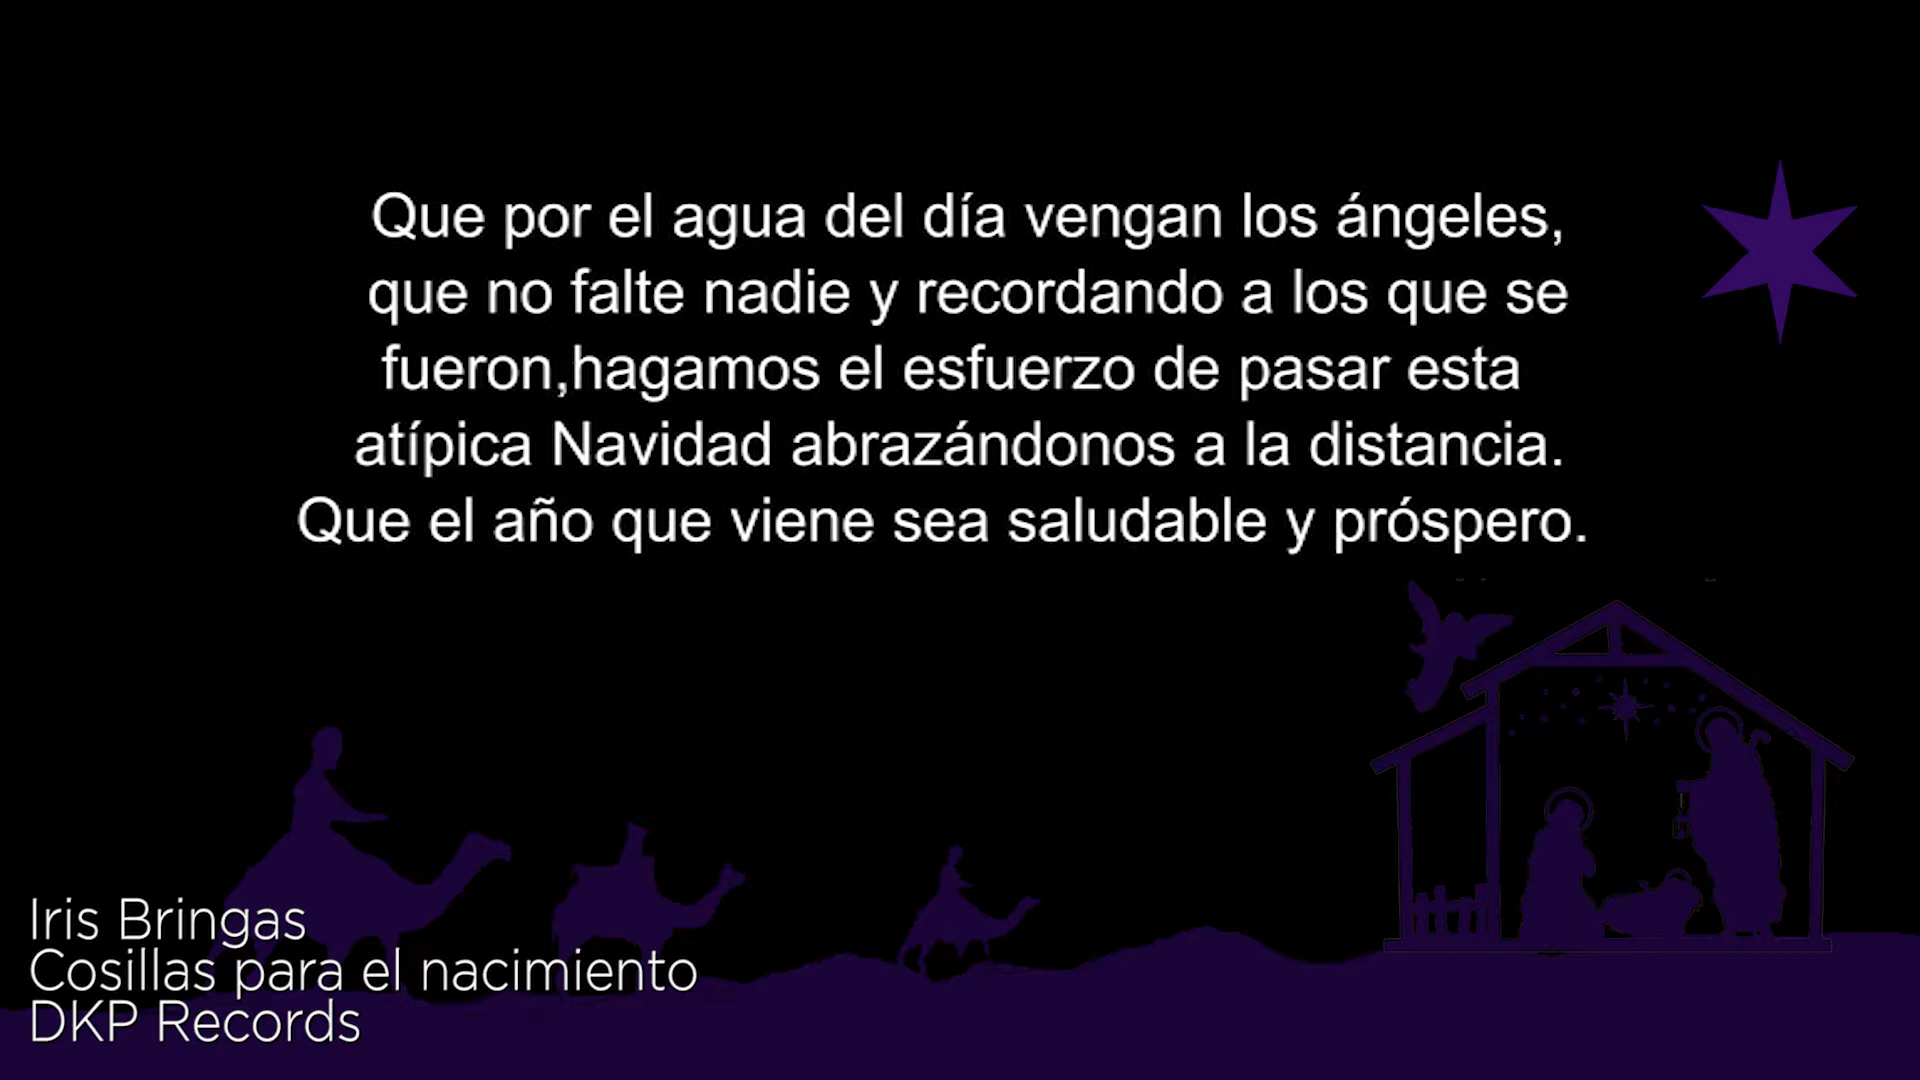 Que por el agua del día vengan los ángeles,
que no falte nadie y recordando a los que se
fueron,hagamos el esfuerzo de pasar esta
atípica Navidad abrazándonos a la distancia.
Que el año que viene sea saludable y próspero.
Iris Bringas
Cosillas para el nacimiento
DKP Records